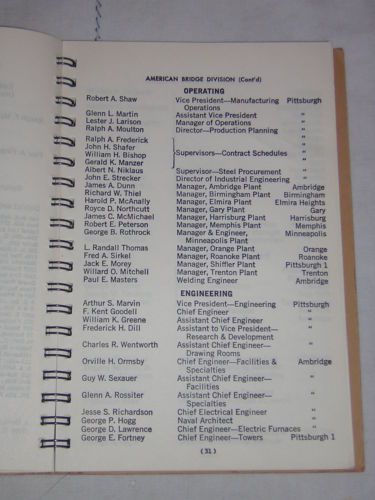 AMERICAN BRIDGE DIVISION (Cont'd)
OPERATING
Robert A. Shaw Vice President—Manufacturing Pittsburgh
Operations
Glenn L. Martin Assistant Vice President "
Lester J. Larison Manager of Operations "
Ralph A. Moulton Director—Production Planning "
Ralph A. Frederick
John H. Shafer
William H. Bishop Supervisors—Contract Schedules "
Gerald K. Manzer
Albert N. Niklaus Supervisor—Steel Procurement "
John E. Strecker Director of Industrial Engineering "
James A. Dunn Manager, Ambridge Plant Ambridge
Richard W. Thiel Manager, Birmingham Plant Birmingham
Harold P. McAnally Manager, Elmira Plant Elmira Heights
Royce D. Northcutt Manager, Gary Plant Gary
James C. McMichael Manager, Harrisburg Plant Harrisburg
Robert E. Peterson Manager, Memphis Plant Memphis
George B. Rothrock Manager & Engineer, Minneapolis
Minneapolis Plant
L. Randall Thomas Manager, Orange Plant Orange
Fred A. Sirkel Manager, Roanoke Plant Roanoke
Jack E. Morey Manager, Shiffler Plant Pittsburgh 1
Willard O. Mitchell Manager, Trenton Plant Trenton
Paul E. Masters Welding Engineer Ambridge
ENGINEERING
Arthur S. Marvin Vice President—Engineering Pittsburgh
F. Kent Goodell Chief Engineer "
William K. Greene Assistant Chief Engineer "
Frederick H. Dill Assistant to Vice President— "
Research & Development
Charles R. Wentworth Assistant Chief Engineer— "
Drawing Rooms
Orville H. Ormsby Chief Engineer—Facilities & Ambridge
Specialties
Guy W. Sexauer Assistant Chief Engineer— "
Facilities
Glenn A. Rossiter Assistant Chief Engineer— "
Specialties
Jesse S. Richardson Chief Electrical Engineer "
George P. Hogg Naval Architect "
George D. Lawrence Chief Engineer—Electric Furnaces "
George E. Fortney Chief Engineer—Towers Pittsburgh 1
(31)